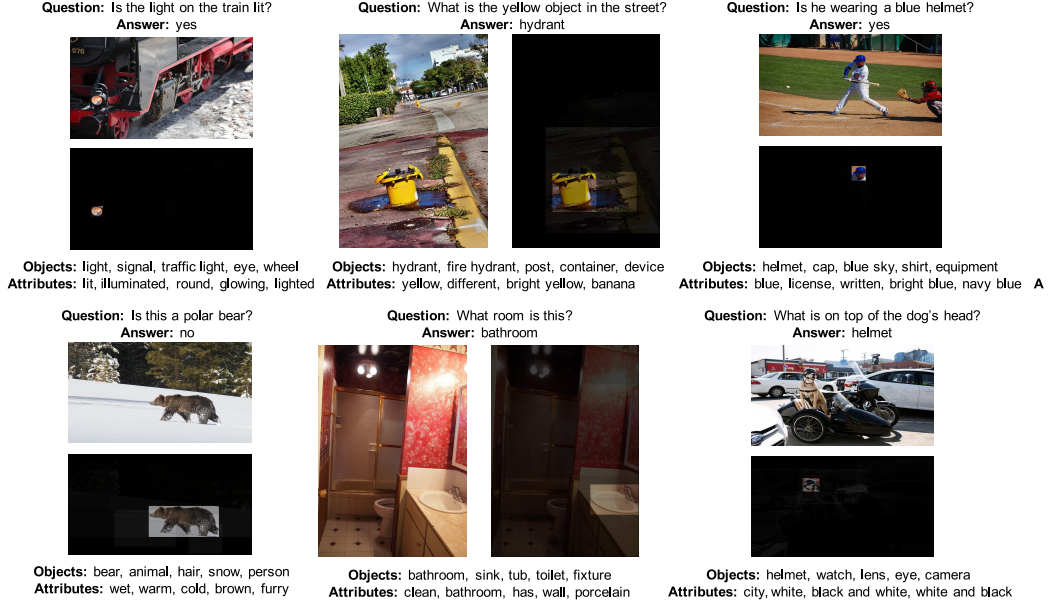 Question: Is the light on the train lit?
Answer: yes
070
Objects: light, signal, traffic light, eye, wheel
Attributes: lit, illuminated, round, glowing, lighted
Question: What is the yellow object in the street?
Answer: hydrant
Objects: hydrant, fire hydrant, post, container, device
Attributes: yellow, different, bright yellow, banana
Question: Is he wearing a blue helmet?
Answer: yes
Objects: helmet, cap, blue sky, shirt, equipment
Attributes: blue, license, written, bright blue, navy blue A
Question: Is this a polar bear?
Answer: no
Objects: bear, animal, hair, snow, person
Attributes: wet, warm, cold, brown, furry
Question: What room is this?
Answer: bathroom
Objects: bathroom, sink, tub, toilet, fixture
Attributes: clean, bathroom, has, wall, porcelain
Question: What is on top of the dog's head?
Answer: helmet
Objects: helmet, watch, lens, eye, camera
Attributes: city, white, black and white, white and black